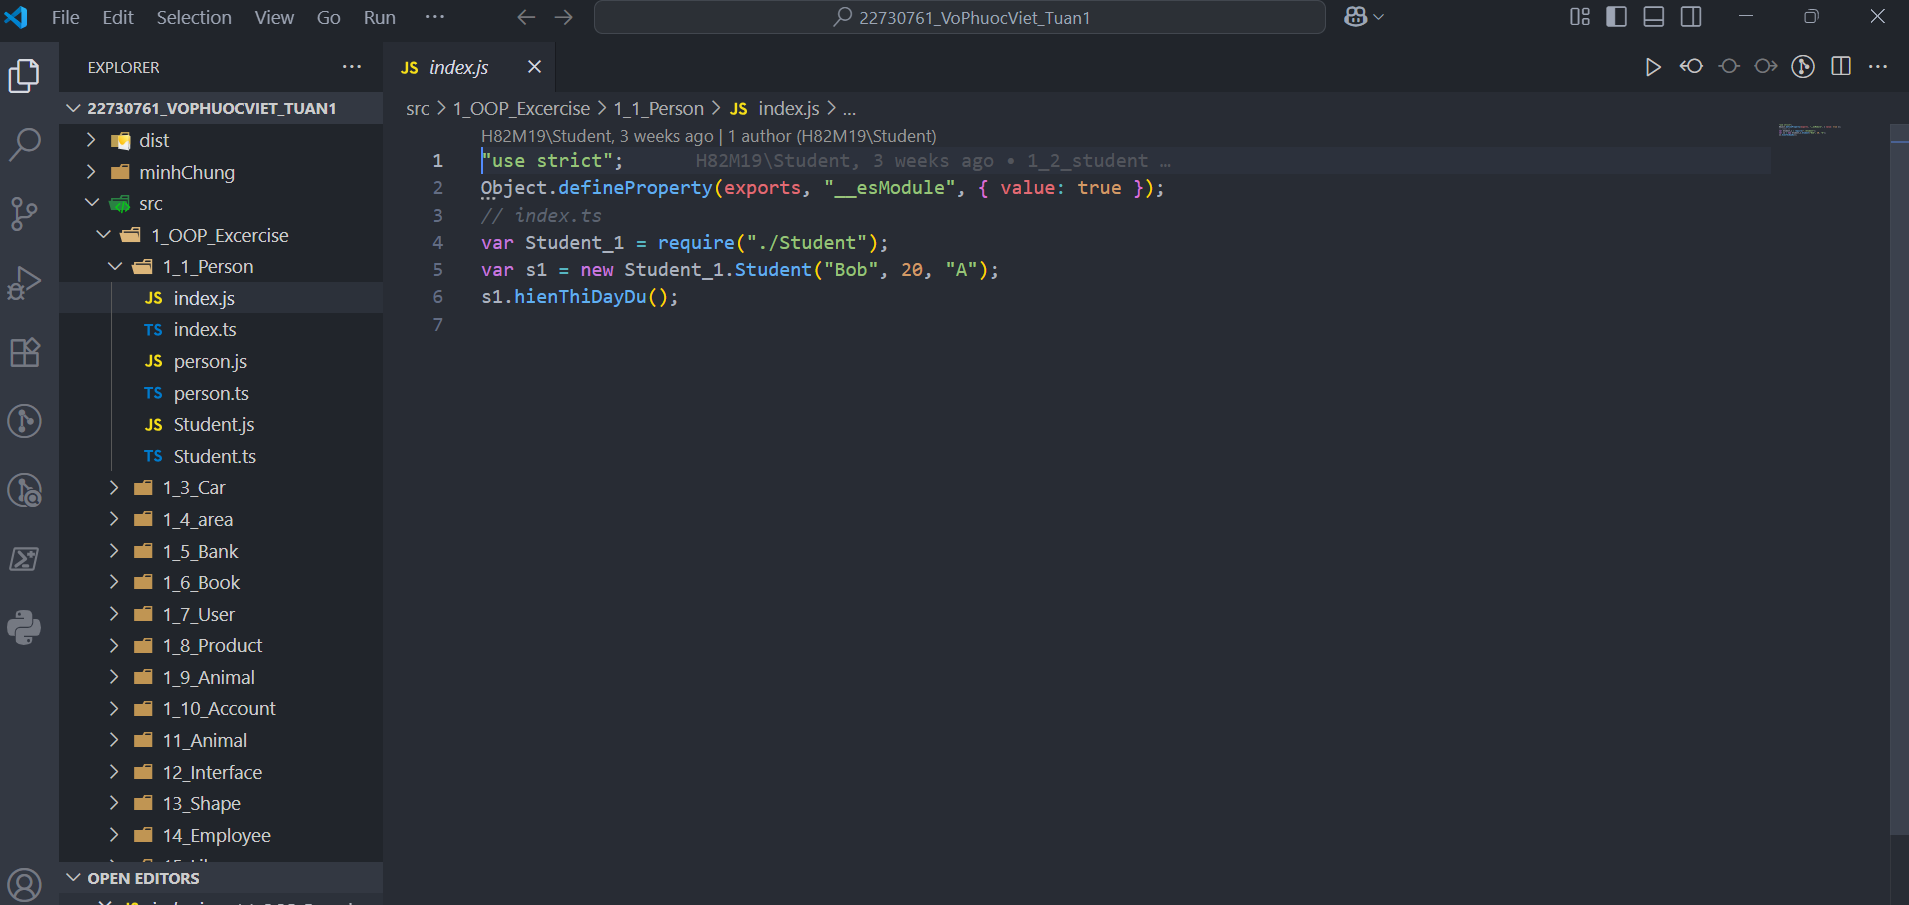 File Edit Selection View Go Run ···
22730761_VoPhuocViet_Tuan1
EXPLORER ···
22730761_VOPHUOCVIET_TUAN1
dist
minhChung
src
1_OOP_Excercise
1_1_Person
JS index.js
TS index.ts
JS person.js
TS person.ts
JS Student.js
TS Student.ts
1_3_Car
1_4_area
1_5_Bank
1_6_Book
1_7_User
1_8_Product
1_9_Animal
1_10_Account
11_Animal
12_Interface
13_Shape
14_Employee
OPEN EDITORS
JS index.js
src > 1_OOP_Excercise > 1_1_Person > JS index.js > ...
H82M19\Student, 3 weeks ago | 1 author (H82M19\Student)
1 "use strict"; H82M19\Student, 3 weeks ago • 1_2_student …
2 Object.defineProperty(exports, "__esModule", { value: true });
3 // index.ts
4 var Student_1 = require("./Student");
5 var s1 = new Student_1.Student("Bob", 20, "A");
6 s1.hienThiDayDu();
7